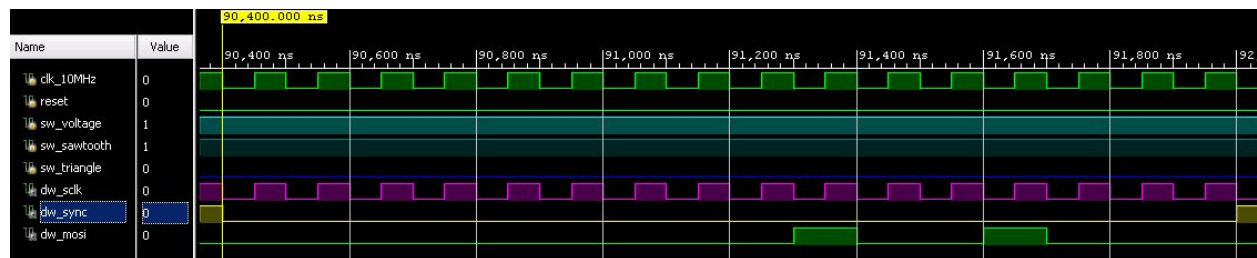 90,400.000 ns
Name Value
90,400 ns 90,600 ns 90,800 ns 91,000 ns 91,200 ns 91,400 ns 91,600 ns 91,800 ns 92
clk_10MHz 0
reset 0
sw_voltage 1
sw_sawtooth 1
sw_triangle 0
dw_sclk 0
dw_sync 0
dw_mosi 0